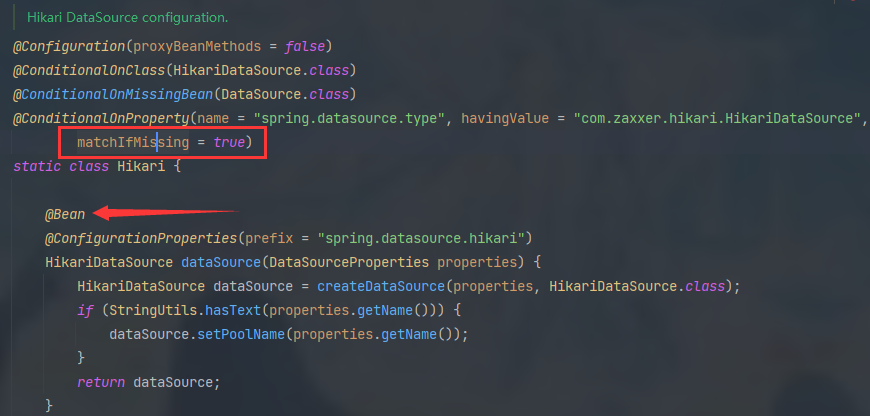 Hikari DataSource configuration.
@Configuration(proxyBeanMethods = false)
@ConditionalOnClass(HikariDataSource.class)
@ConditionalOnMissingBean(DataSource.class)
@ConditionalOnProperty(name = "spring.datasource.type", havingValue = "com.zaxxer.hikari.HikariDataSource",
matchIfMissing = true)
static class Hikari {
@Bean
@ConfigurationProperties(prefix = "spring.datasource.hikari")
HikariDataSource dataSource(DataSourceProperties properties) {
HikariDataSource dataSource = createDataSource(properties, HikariDataSource.class);
if (StringUtils.hasText(properties.getName())) {
dataSource.setPoolName(properties.getName());
}
return dataSource;
}